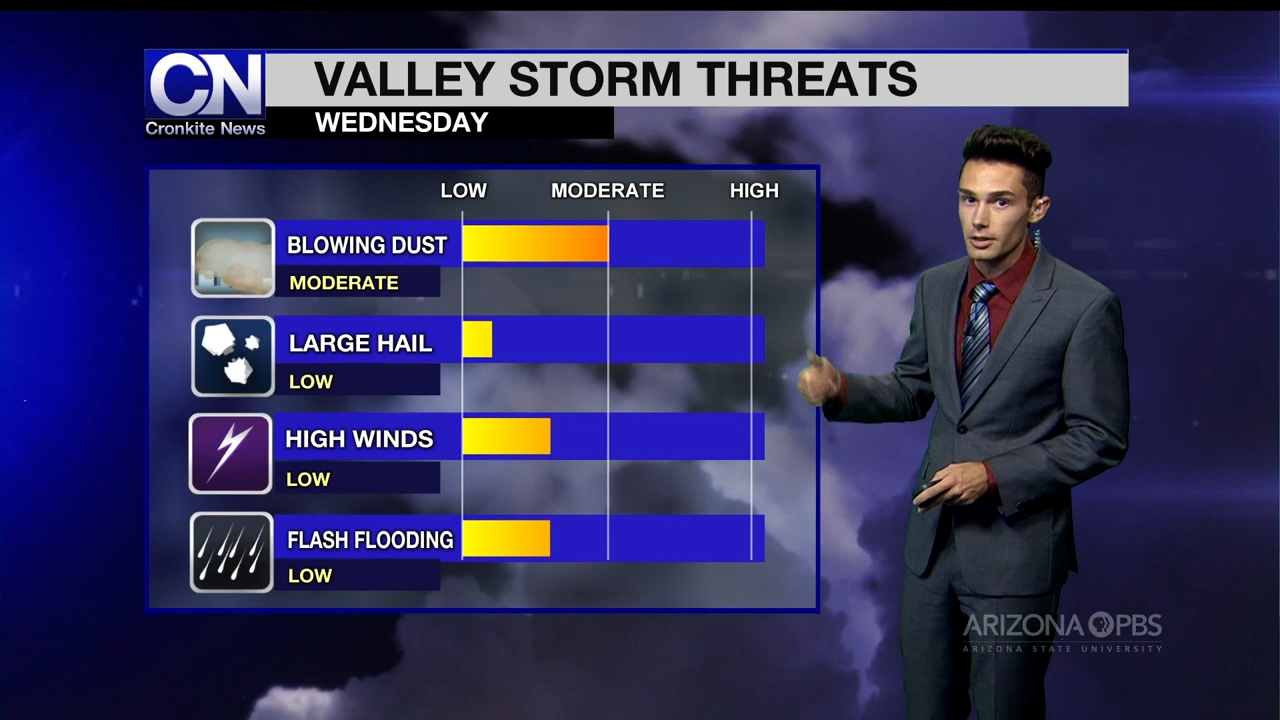 CN
Cronkite News
VALLEY STORM THREATS
WEDNESDAY
LOW MODERATE HIGH
BLOWING DUST
MODERATE
LARGE HAIL
LOW
HIGH WINDS
LOW
FLASH FLOODING
LOW
ARIZONA PBS
ARIZONA STATE UNIVERSITY